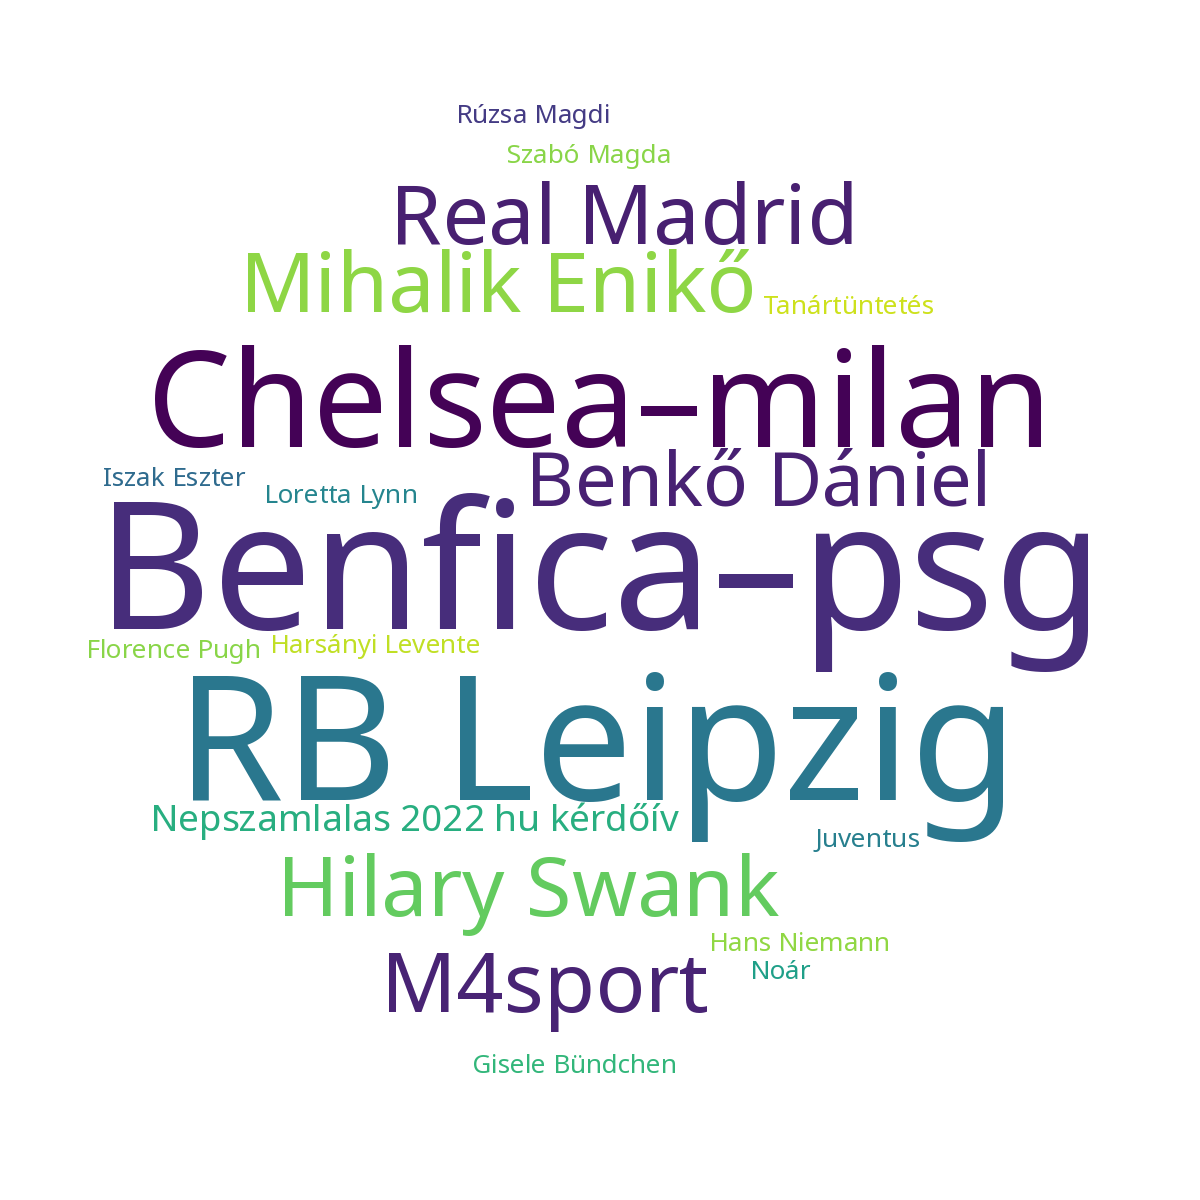 Rúzsa Magdi
Szabó Magda
Real Madrid
Mihalik Enikő
Tanártüntetés
Chelsea–milan
Benkő Dániel
Iszak Eszter
Loretta Lynn
Benfica–psg
Florence Pugh
Harsányi Levente
RB Leipzig
Nepszamlalas 2022 hu kérdőív
Juventus
Hilary Swank
Hans Niemann
Noár
M4sport
Gisele Bündchen